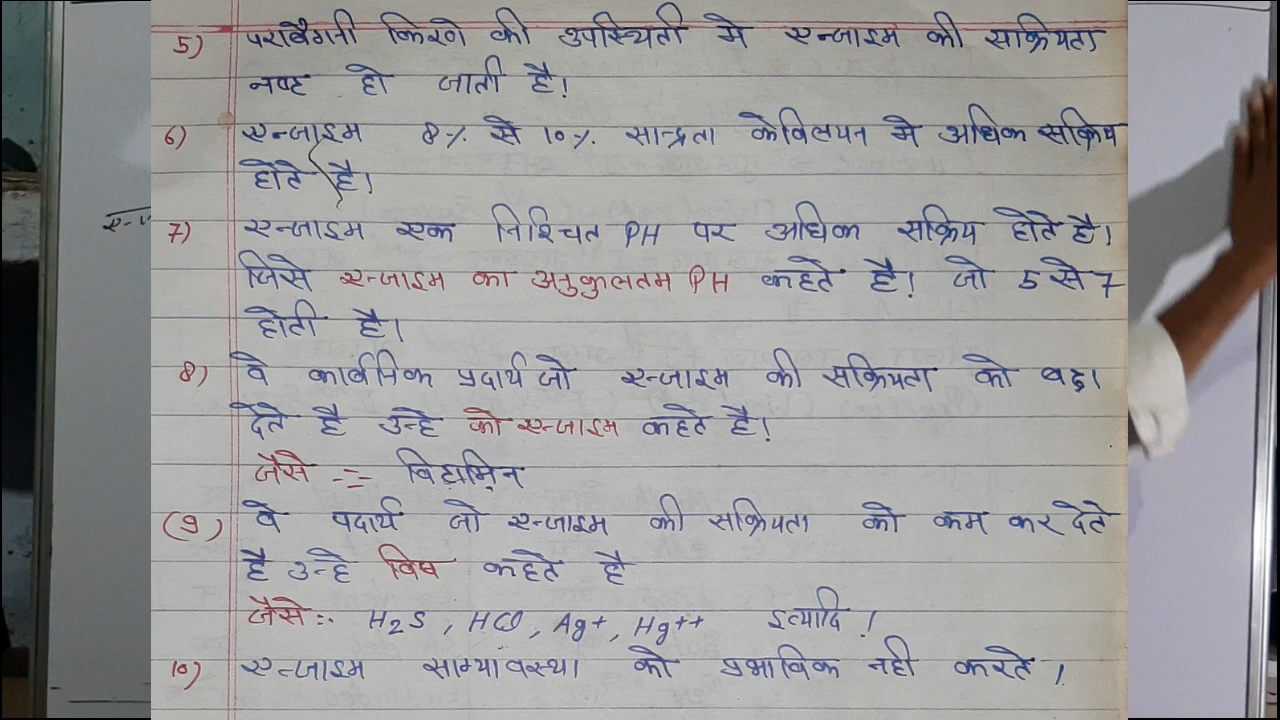 5) पराबैगनी किरणे की उपस्थिती मे एन्जाइम की सक्रियता
नष्ट हो जाती है।
6) एन्जाइम 8% से 10% सान्द्रता केविलयन मे अधिक सक्रिय
होते है।
7) एन्जाइम एक निश्चित PH पर अधिक सक्रिय होते है।
जिसे एन्जाइम का अनुकुलतम PH कहते है। जो 5 से 7
होती है।
8) वे कार्बनिक प्रदार्थ जो एन्जाइम की सक्रियता को बढ़ा
देते है उन्हे को एन्जाइम कहते है।
जैसे -:- विटामिन
(9) वे पदार्थ जो एन्जाइम की सक्रियता को कम कर देते
है उन्हे विष कहते है
जैसे:- H2S, HCl, Ag+, Hg++ इत्यादि।
10) एन्जाइम साम्यावस्था को प्रभाविक नही करते।